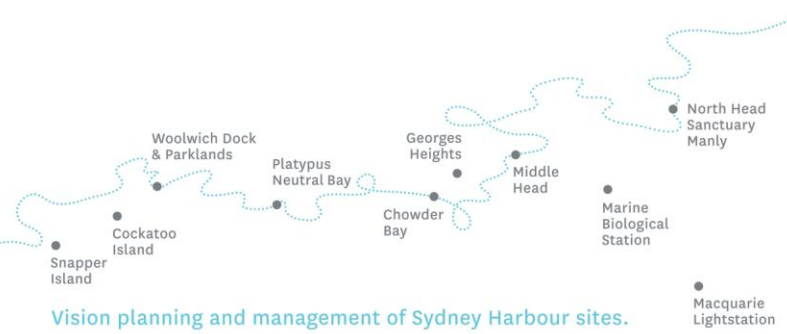 North Head
Sanctuary
Manly
Woolwich Dock
& Parklands
Georges
Heights
Platypus
Neutral Bay
Middle
Head
Chowder
Bay
Marine
Biological
Station
Cockatoo
Island
Snapper
Island
Macquarie
Lightstation
Vision planning and management of Sydney Harbour sites.